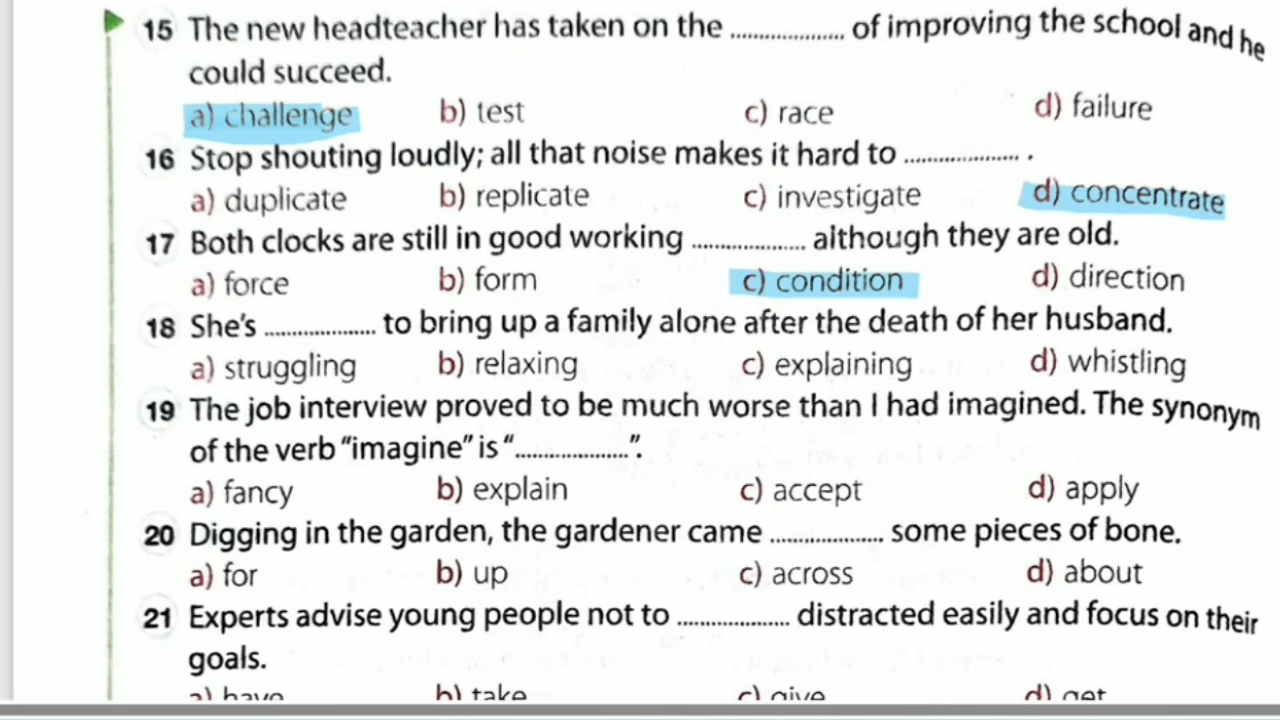 15 The new headteacher has taken on the .................... of improving the school and he
could succeed.
a) challenge b) test c) race d) failure
16 Stop shouting loudly; all that noise makes it hard to .................... .
a) duplicate b) replicate c) investigate d) concentrate
17 Both clocks are still in good working .................... although they are old.
a) force b) form c) condition d) direction
18 She's .................... to bring up a family alone after the death of her husband.
a) struggling b) relaxing c) explaining d) whistling
19 The job interview proved to be much worse than I had imagined. The synonym
of the verb "imagine" is "....................".
a) fancy b) explain c) accept d) apply
20 Digging in the garden, the gardener came .................... some pieces of bone.
a) for b) up c) across d) about
21 Experts advise young people not to .................... distracted easily and focus on their
goals.
a) have b) take c) give d) get